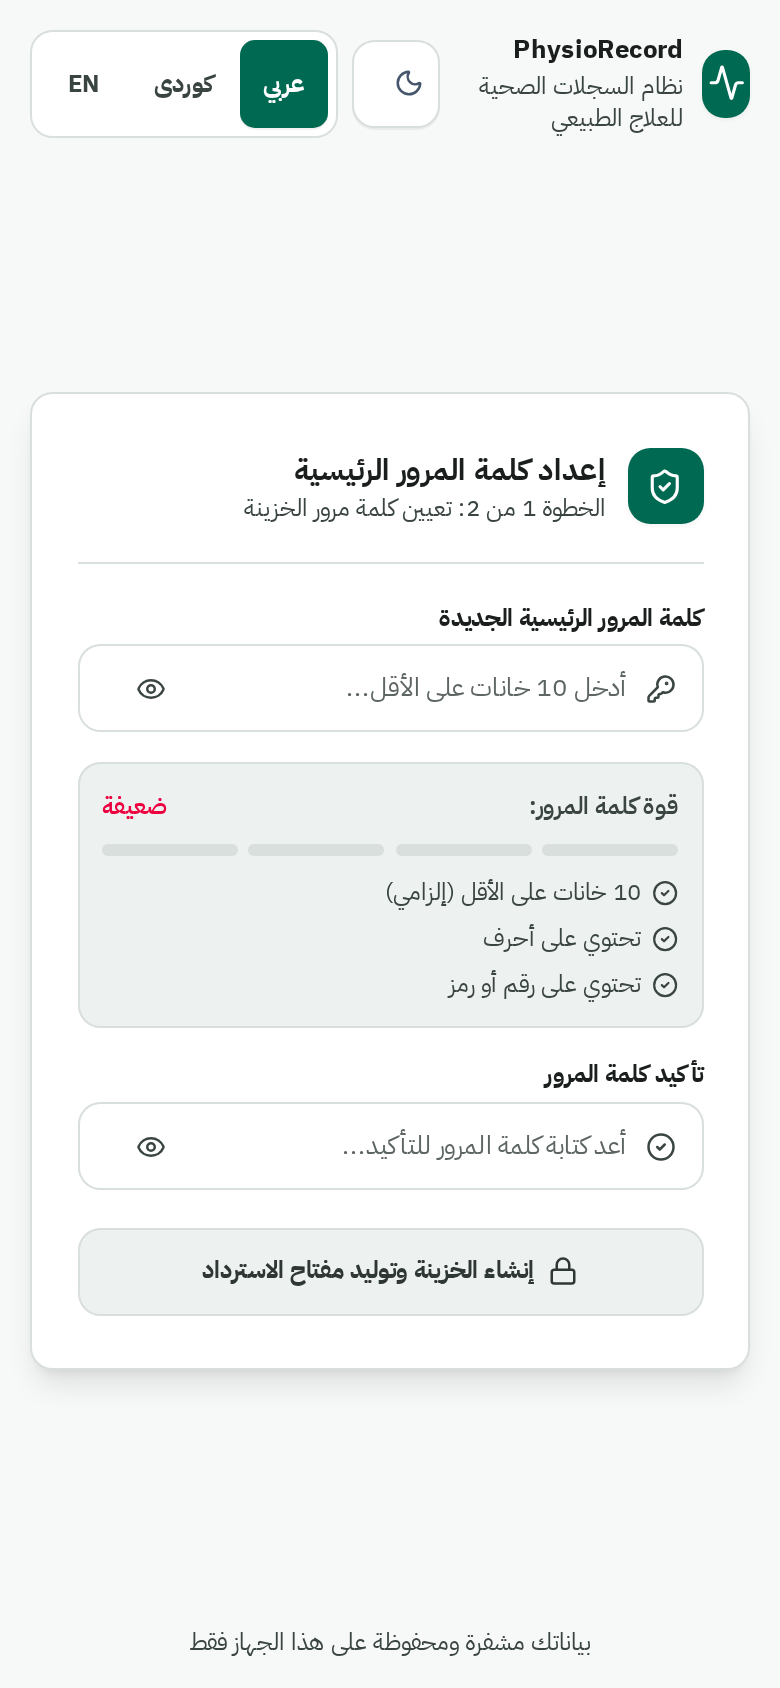 PhysioRecord
نظام السجلات الصحية
للعلاج الطبيعي
عربي
كوردی
EN
إعداد كلمة المرور الرئيسية
الخطوة 1 من 2: تعيين كلمة مرور الخزينة
كلمة المرور الرئيسية الجديدة
أدخل 10 خانات على الأقل...
قوة كلمة المرور:
ضعيفة
10 خانات على الأقل (إلزامي)
تحتوي على أحرف
تحتوي على رقم أو رمز
تأكيد كلمة المرور
أعد كتابة كلمة المرور للتأكيد...
إنشاء الخزينة وتوليد مفتاح الاسترداد
بياناتك مشفرة ومحفوظة على هذا الجهاز فقط